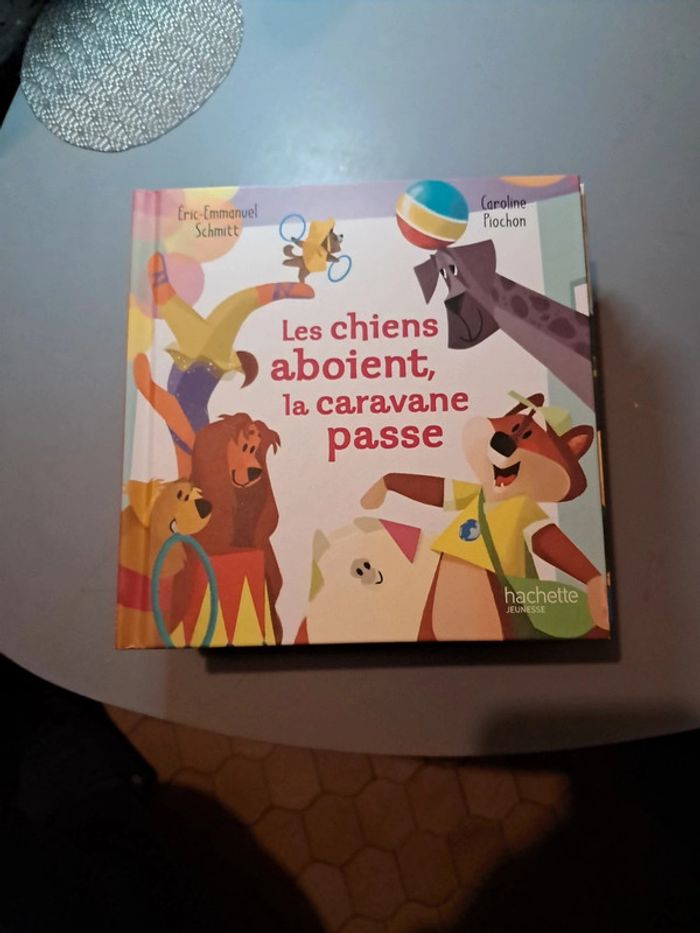 Éric-Emmanuel
Schmitt
Caroline
Piochon
Les chiens
aboient,
la caravane
passe
hachette
JEUNESSE